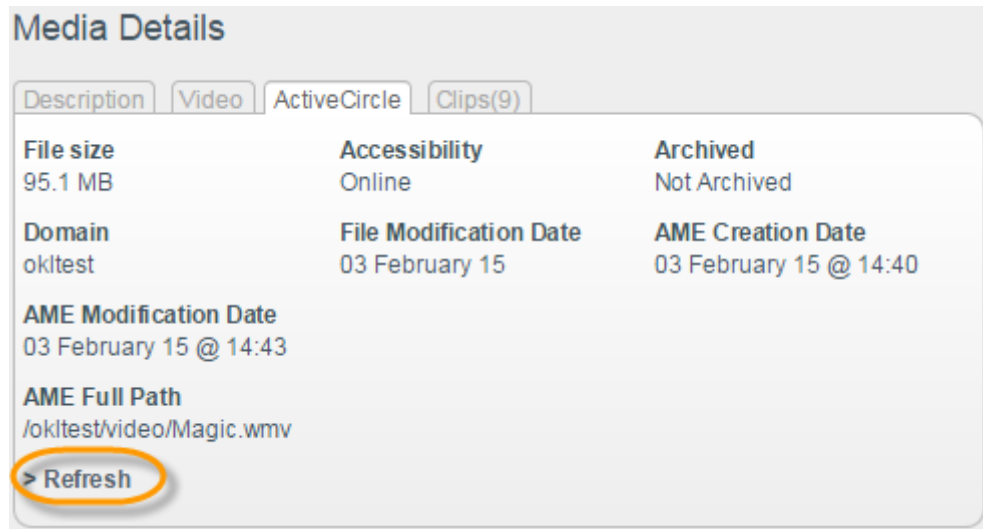 Media Details
Description Video ActiveCircle Clips(9)
File size Accessibility Archived
95.1 MB Online Not Archived
Domain File Modification Date AME Creation Date
okltest 03 February 15 03 February 15 @ 14:40
AME Modification Date
03 February 15 @ 14:43
AME Full Path
/okltest/video/Magic.wmv
> Refresh